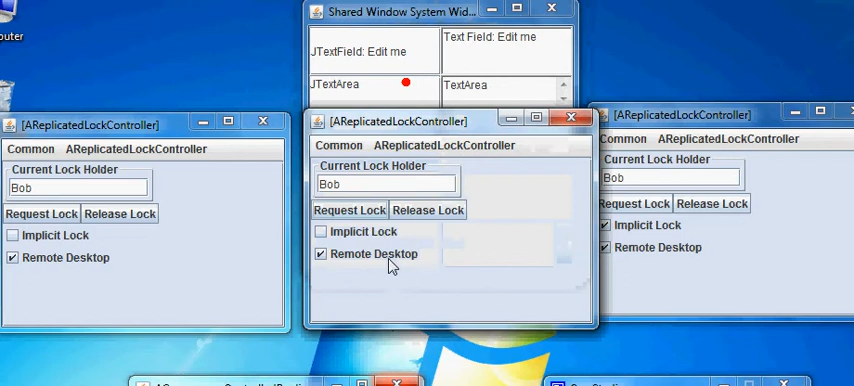 Shared Window System Wid...
puter
JTextField: Edit me
Text Field: Edit me
JTextArea
TextArea
[AReplicatedLockController]
Common AReplicatedLockController
Current Lock Holder
Bob
Request Lock Release Lock
Implicit Lock
Remote Desktop
[AReplicatedLockController]
Common AReplicatedLockController
Current Lock Holder
Bob
Request Lock Release Lock
Implicit Lock
Remote Desktop
[AReplicatedLockController]
Common AReplicatedLockController
Current Lock Holder
Bob
Request Lock Release Lock
Implicit Lock
Remote Desktop